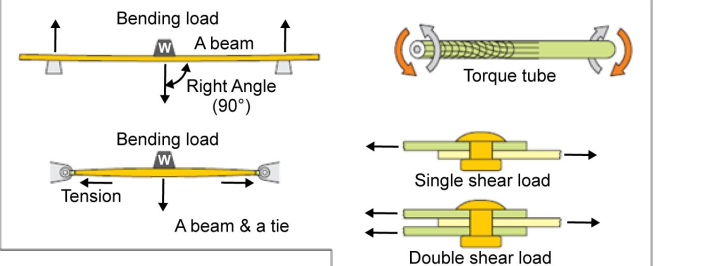 Bending load
W
A beam
Right Angle
(90°)
Bending load
W
Tension
A beam & a tie
Torque tube
Single shear load
Double shear load